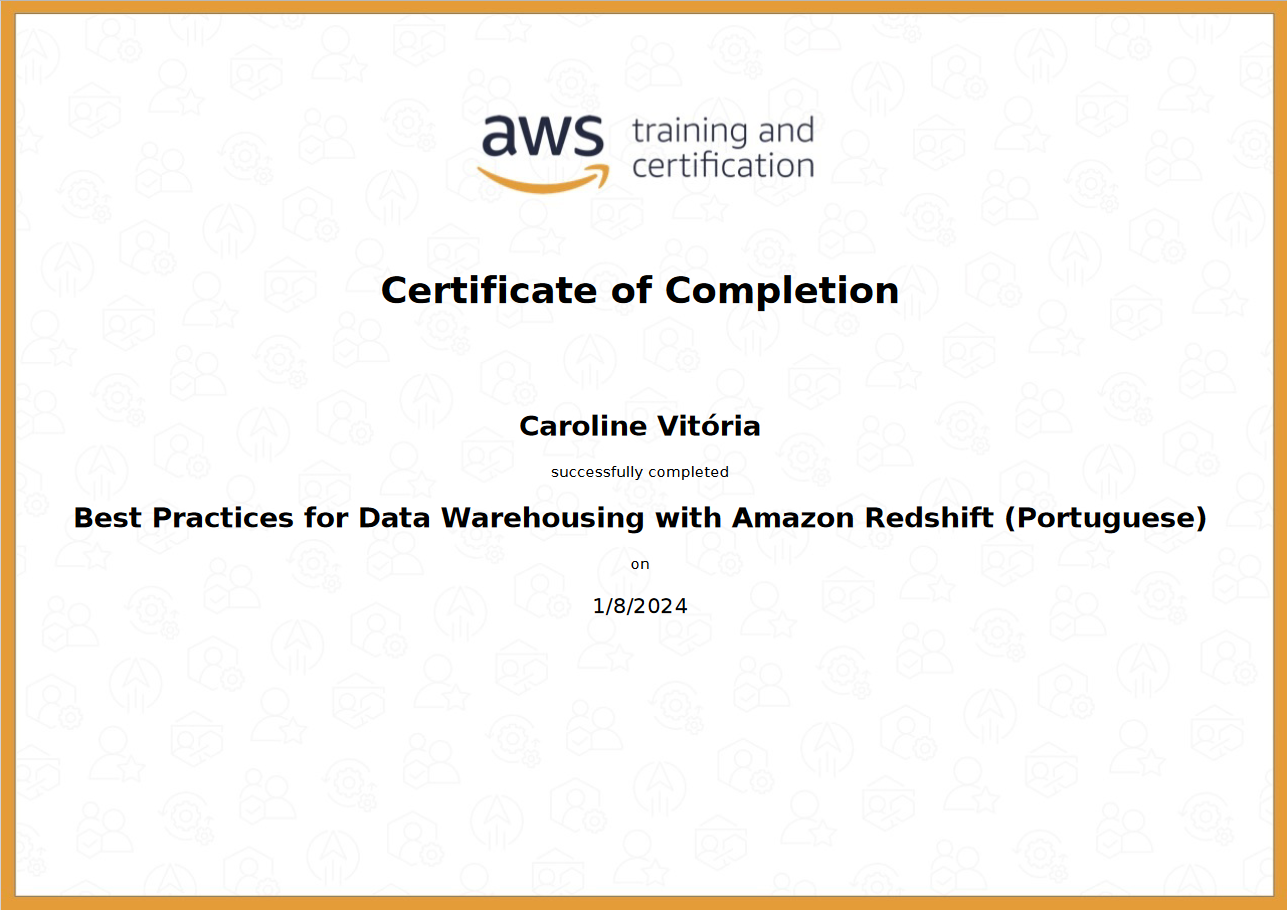 aws training and
certification
Certificate of Completion
Caroline Vitória
successfully completed
Best Practices for Data Warehousing with Amazon Redshift (Portuguese)
on
1/8/2024